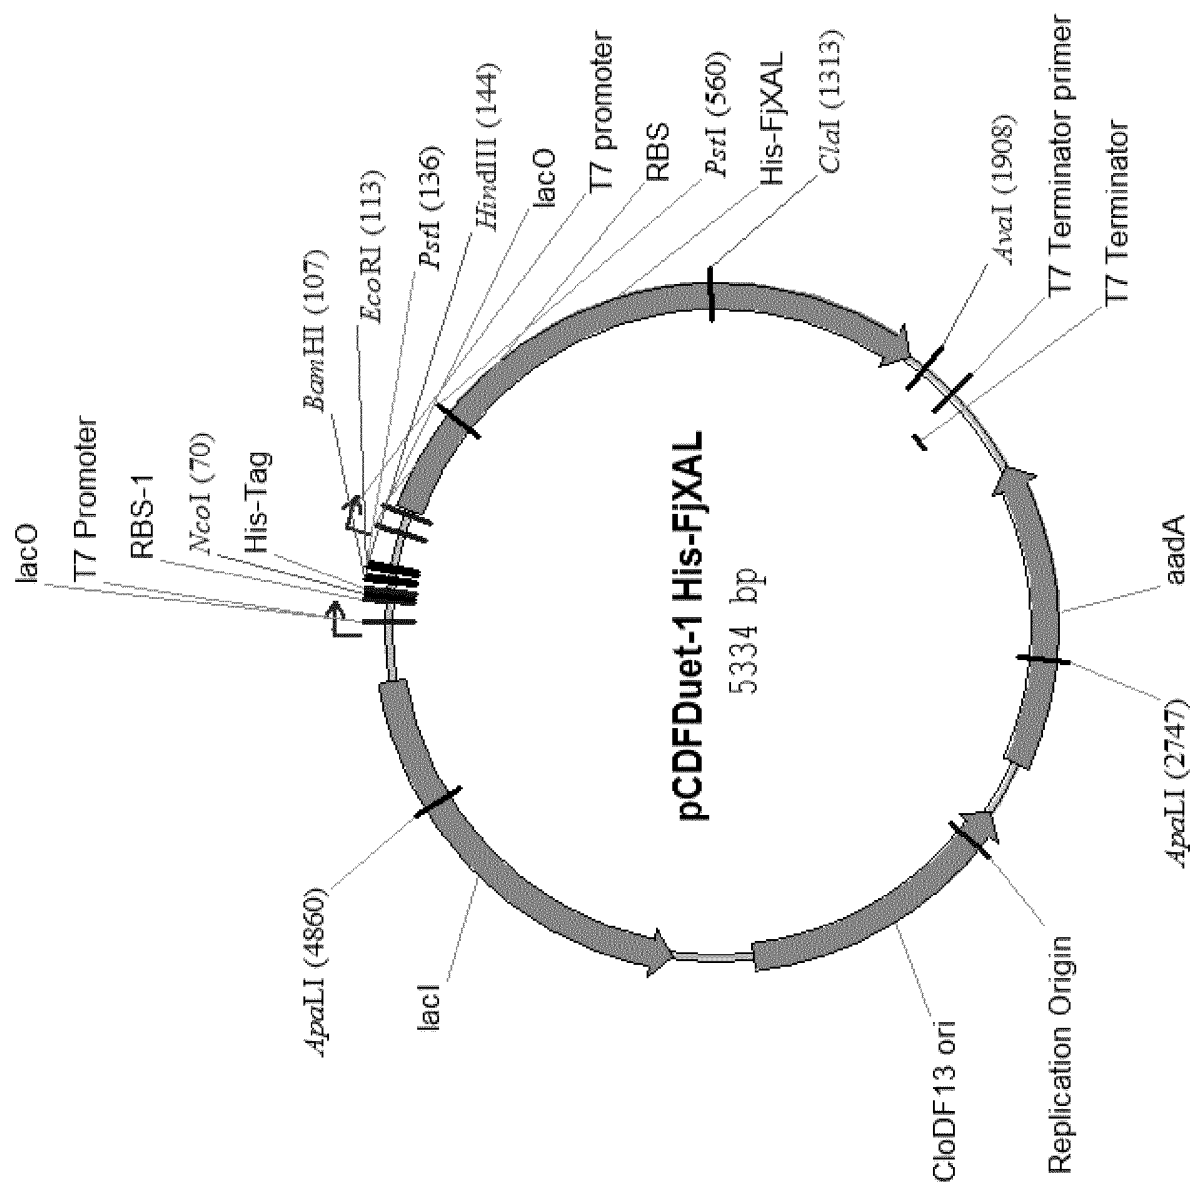 lacO
T7 Promoter
RBS-1
NcoI (70)
His-Tag
BamHI (107)
EcoRI (113)
PstI (136)
HindIII (144)
lacO
T7 promoter
RBS
PstI (560)
His-FjXAL
ClaI (1313)
AvaI (1908)
T7 Terminator primer
T7 Terminator
aadA
ApaLI (2747)
Replication Origin
CloDF13 ori
lacI
ApaLI (4860)
pCDFDuet-1 His-FjXAL
5334 bp